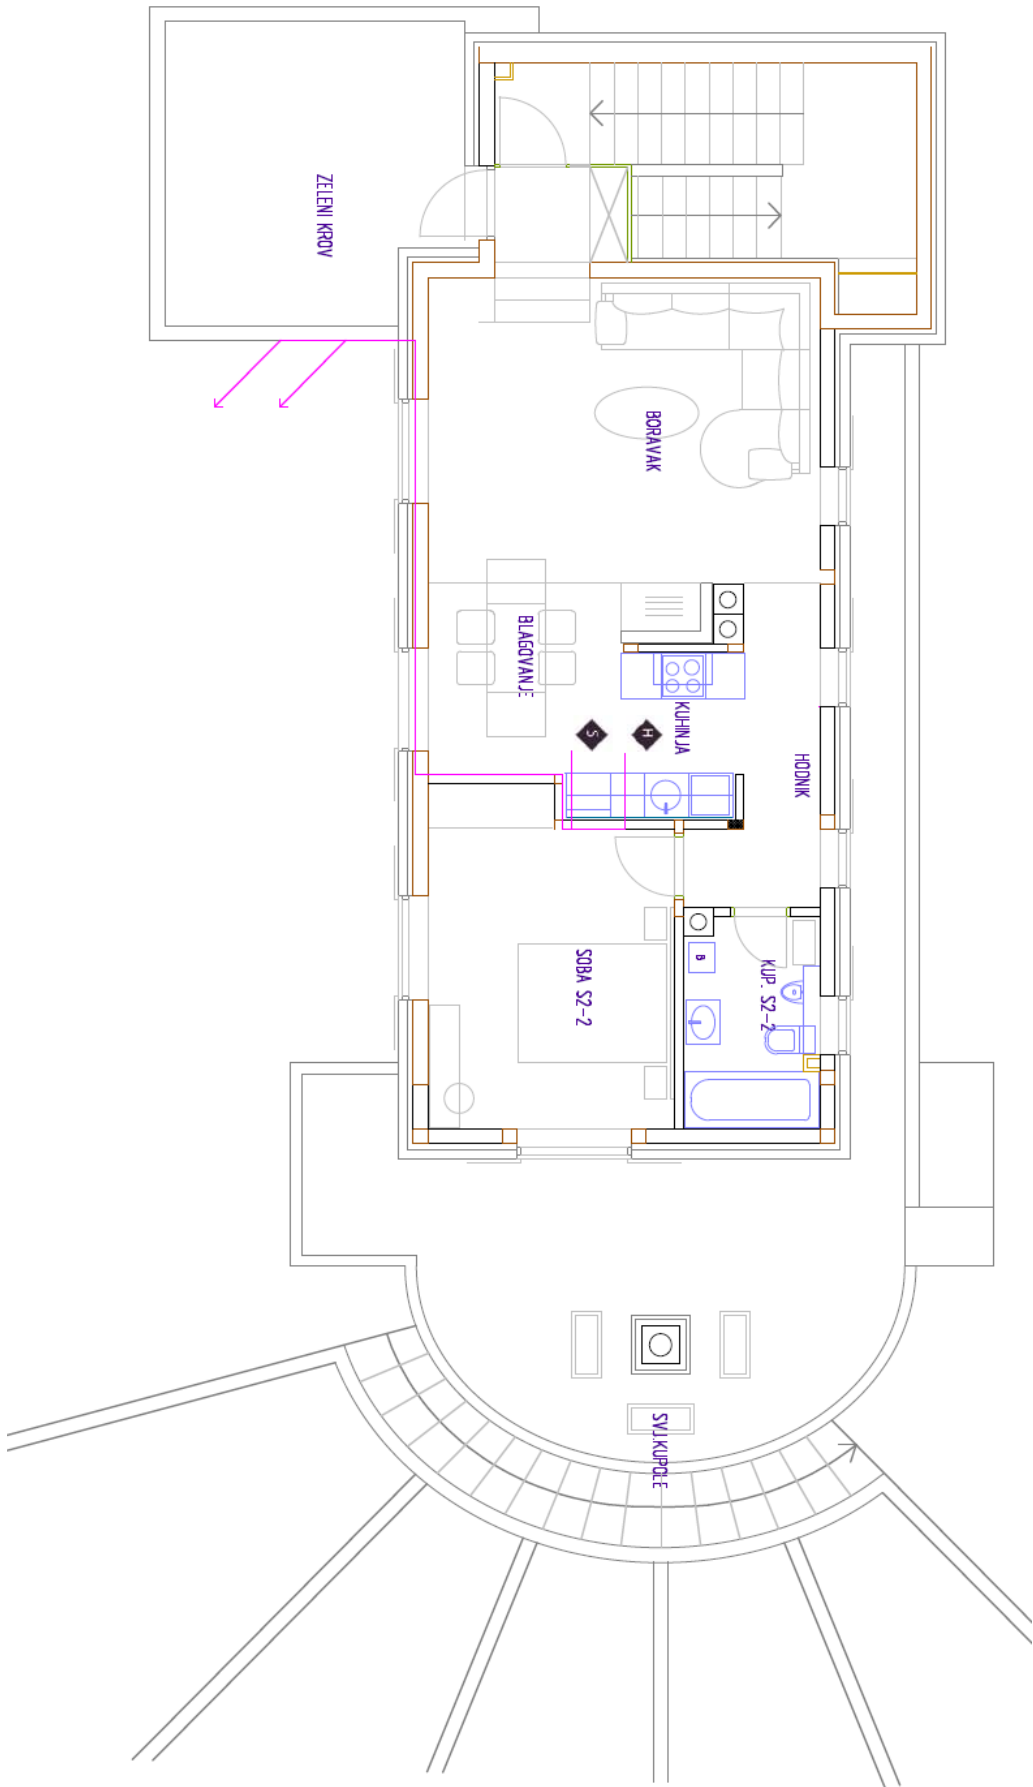 ZELENI KROV
BORAVAK
BLAGOVANJE
KUHINJA
S
H
HODNIK
SOBA S2-2
B
KUP. S2-2
SVJ.KUPOLE